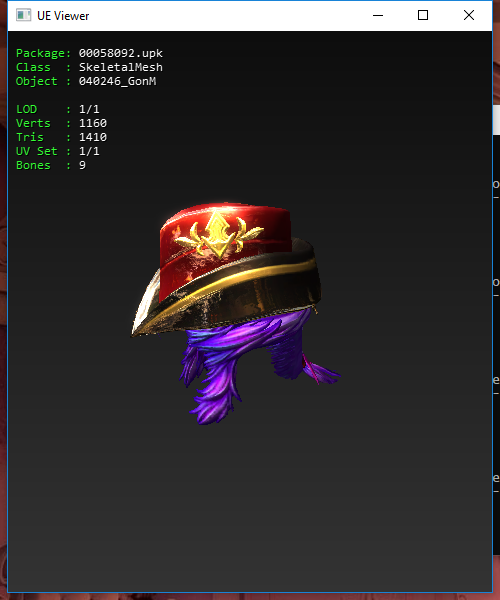 UE Viewer
Package: 00058092.upk
Class : SkeletalMesh
Object : 040246_GonM
LOD : 1/1
Verts : 1160
Tris : 1410
UV Set : 1/1
Bones : 9